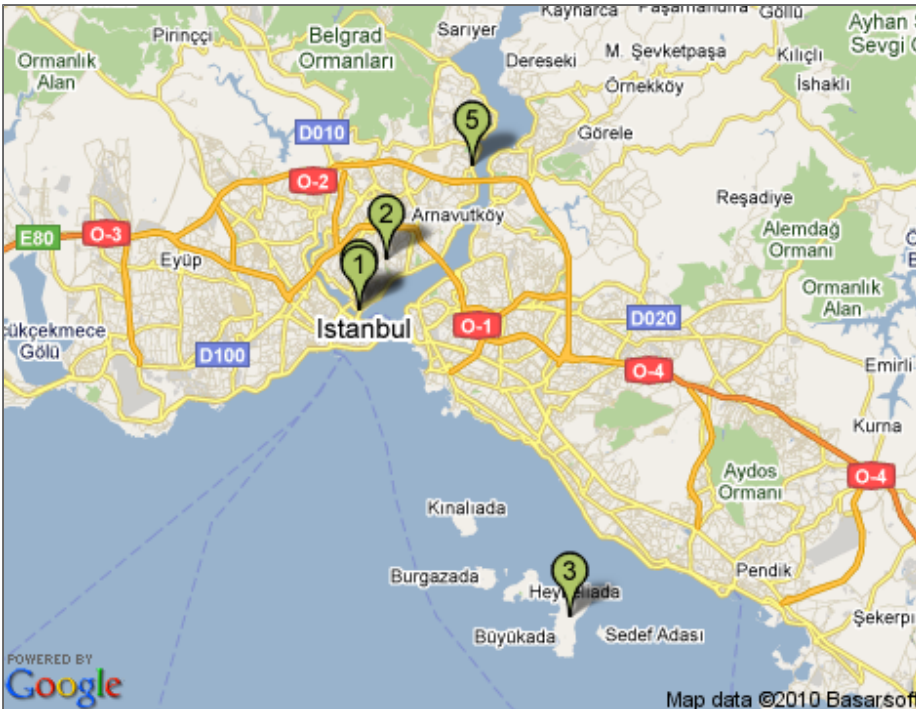 Kaynarca
Paşamandıra
Göllü
Ayhan
Sevgi
Sarıyer
Pirinççi
Belgrad
Ormanları
Ormanlık
Alan
Dereseki
M. Şevketpaşa
Kılıçlı
Örnekköy
İshaklı
5
D010
Görele
O-2
Reşadiye
2
Arnavutköy
Alemdağ
Ormanı
E80
O-3
Eyüp
1
Ormanlık
Alan
Istanbul
O-1
D020
ükçekmece
Gölü
D100
O-4
Emirli
Kurna
Aydos
Ormanı
O-4
Kınalıada
Pendik
Burgazada
3
Heybeliada
Büyükada
Sedef Adası
Şekerpı
POWERED BY
Google
Map data ©2010 Basarsoft